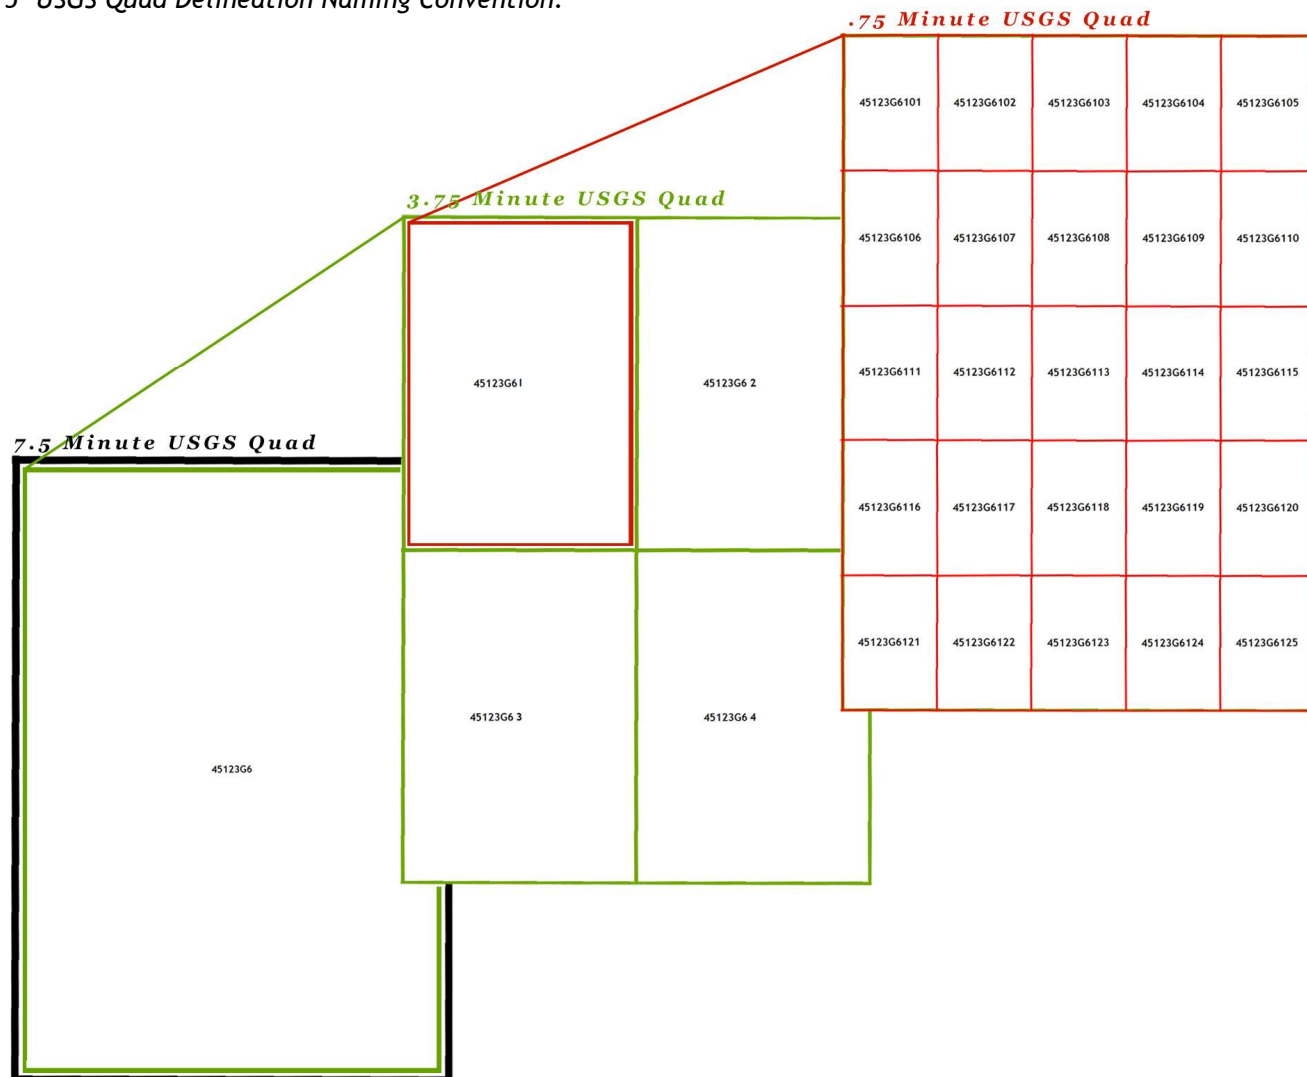 5 USGS Quad Delineation Naming Convention.
.75 Minute USGS Quad
45123G6101 45123G6102 45123G6103 45123G6104 45123G6105
45123G6106 45123G6107 45123G6108 45123G6109 45123G6110
45123G6111 45123G6112 45123G6113 45123G6114 45123G6115
45123G6116 45123G6117 45123G6118 45123G6119 45123G6120
45123G6121 45123G6122 45123G6123 45123G6124 45123G6125
3.75 Minute USGS Quad
45123G61 45123G6 2
45123G6 3 45123G6 4
7.5 Minute USGS Quad
45123G6